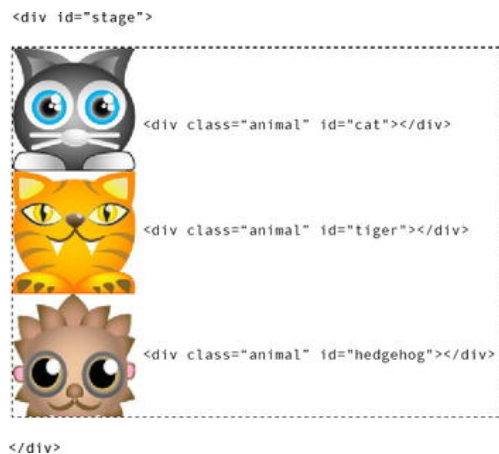 <div id="stage">
<div class=“animal” id="cat"></div>
<div class=“animal” id="tiger"></div>
<div class=“animal” id="hedgehog"></div>
</div>